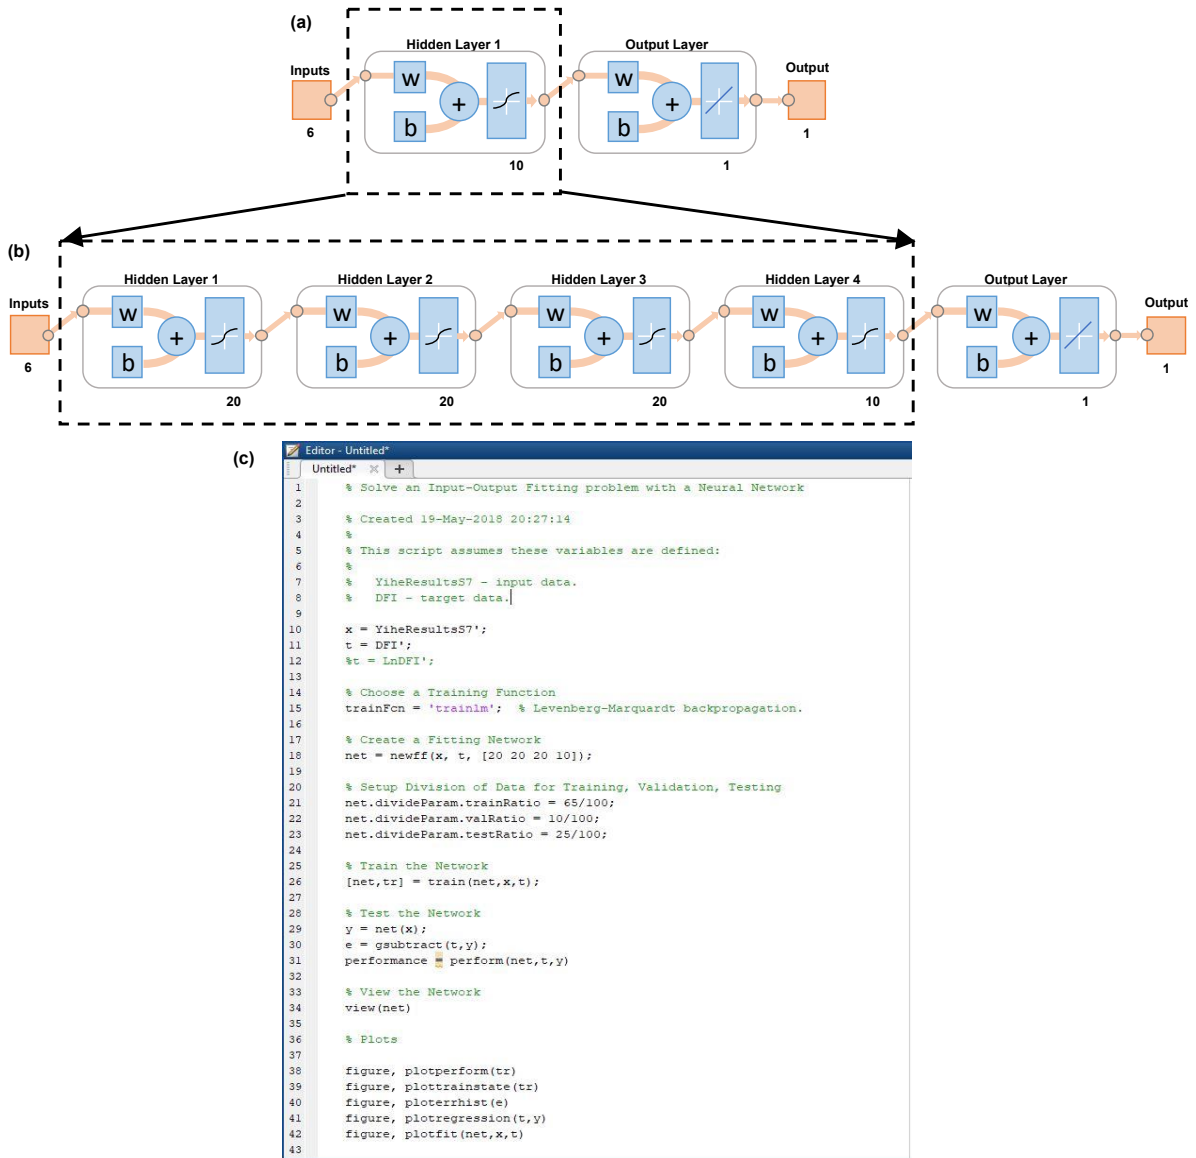 (a)
Hidden Layer 1
Output Layer
Inputs
Output
w
+
b
w
+
b
6
10
1
1
(b)
Hidden Layer 1
Hidden Layer 2
Hidden Layer 3
Hidden Layer 4
Output Layer
Inputs
Output
w
+
b
w
+
b
w
+
b
w
+
b
w
+
b
6
20
20
20
10
1
1
(c)
Editor - Untitled*
Untitled* × +
1 % Solve an Input-Output Fitting problem with a Neural Network
2
3 % Created 19-May-2018 20:27:14
4 %
5 % This script assumes these variables are defined:
6 %
7 % YiheResultsS7 - input data.
8 % DFI - target data.
9
10 x = YiheResultsS7';
11 t = DFI';
12 %t = LnDFI';
13
14 % Choose a Training Function
15 trainFcn = 'trainlm'; % Levenberg-Marquardt backpropagation.
16
17 % Create a Fitting Network
18 net = newff(x, t, [20 20 20 10]);
19
20 % Setup Division of Data for Training, Validation, Testing
21 net.divideParam.trainRatio = 65/100;
22 net.divideParam.valRatio = 10/100;
23 net.divideParam.testRatio = 25/100;
24
25 % Train the Network
26 [net,tr] = train(net,x,t);
27
28 % Test the Network
29 y = net(x);
30 e = gsubtract(t,y);
31 performance = perform(net,t,y)
32
33 % View the Network
34 view(net)
35
36 % Plots
37
38 figure, plotperform(tr)
39 figure, plottrainstate(tr)
40 figure, ploterrhist(e)
41 figure, plotregression(t,y)
42 figure, plotfit(net,x,t)
43